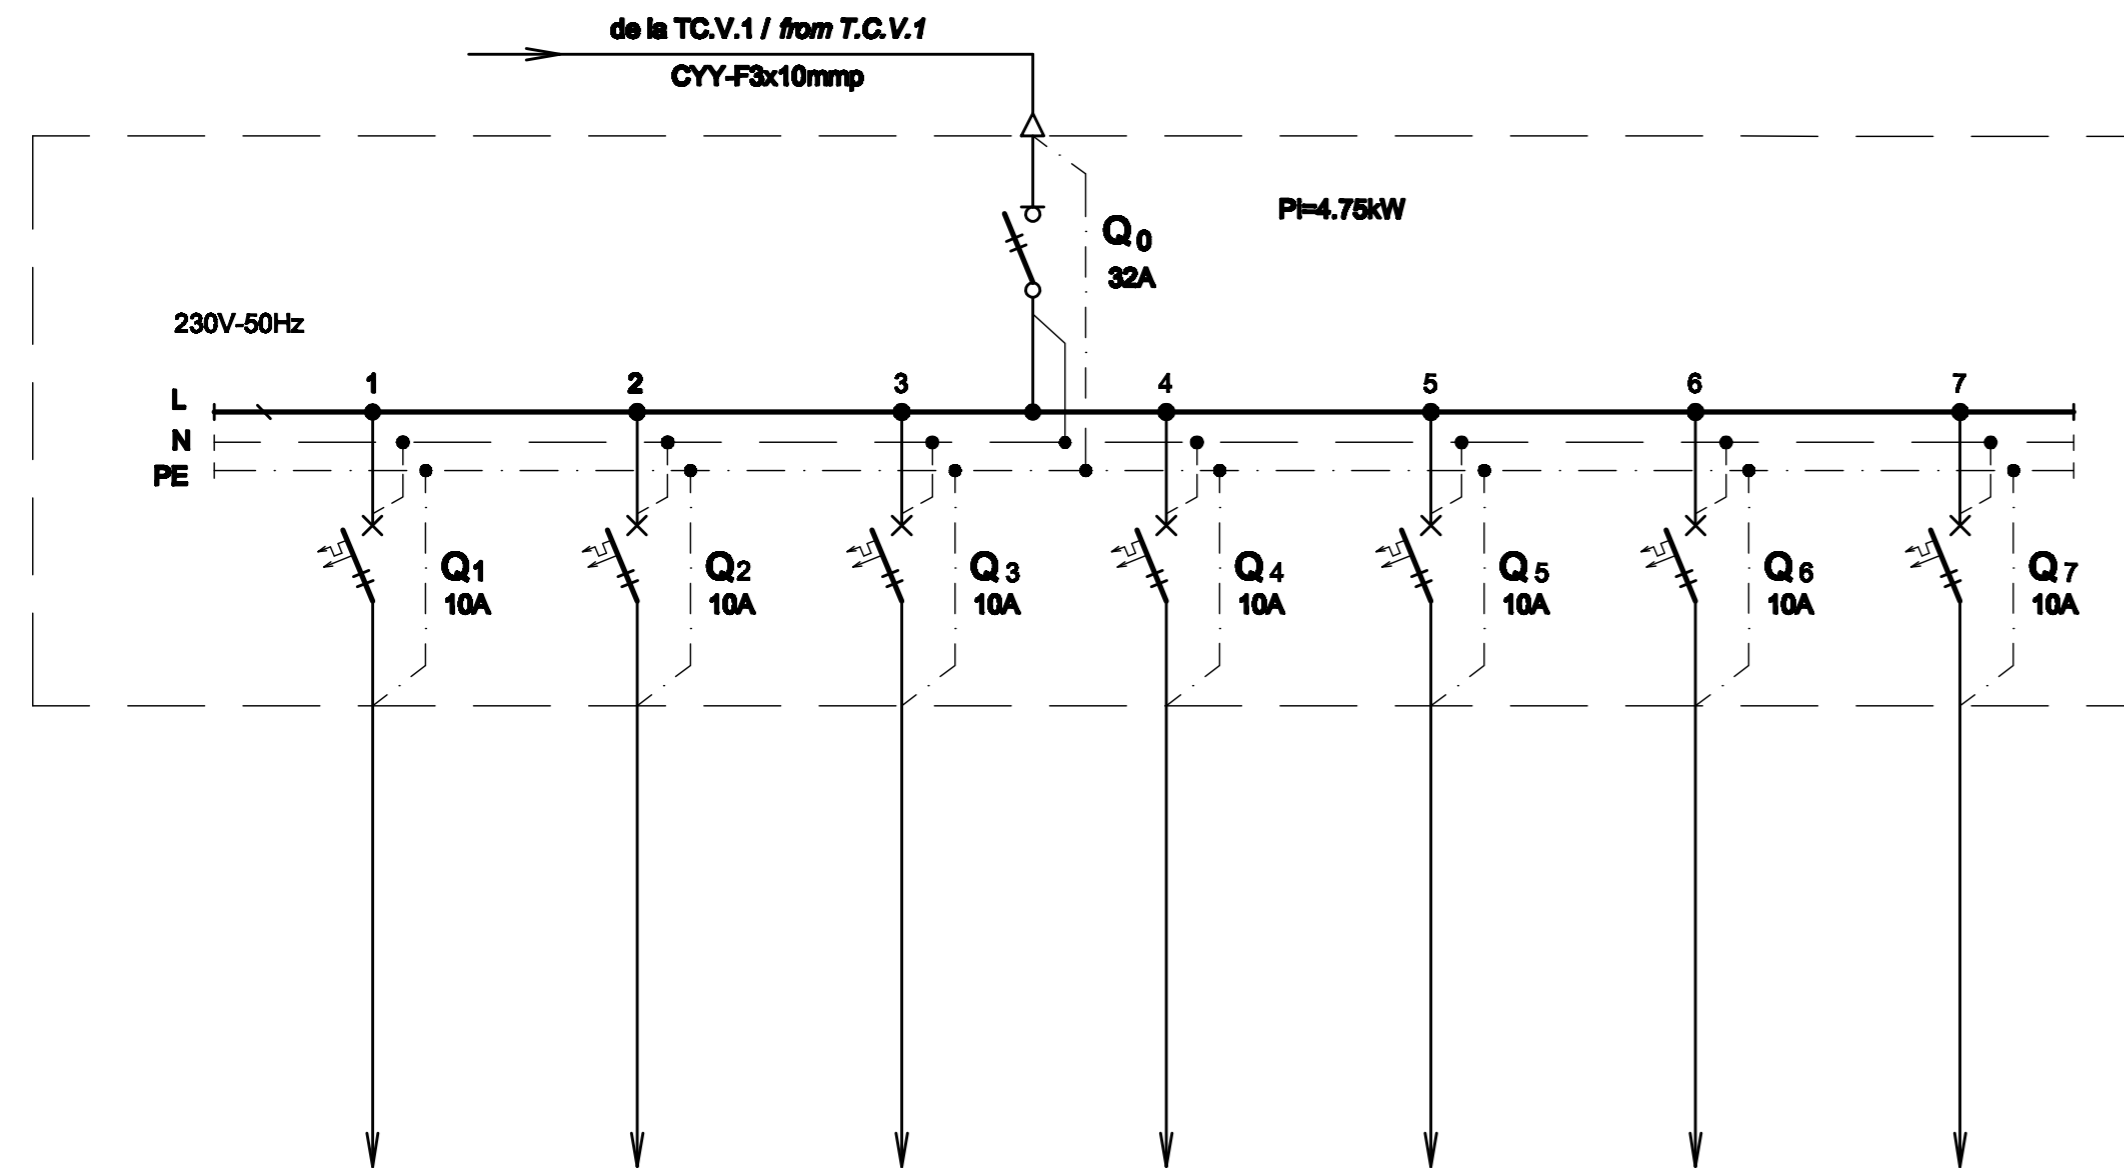 de la TC.V.1 / from T.C.V.1
CYY-F3x10mmp
Pi=4.75kW
Q0
32A
230V-50Hz
1 2 3 4 5 6 7
L
N
PE
Q1 Q2 Q3 Q4 Q5 Q6 Q7
10A 10A 10A 10A 10A 10A 10A